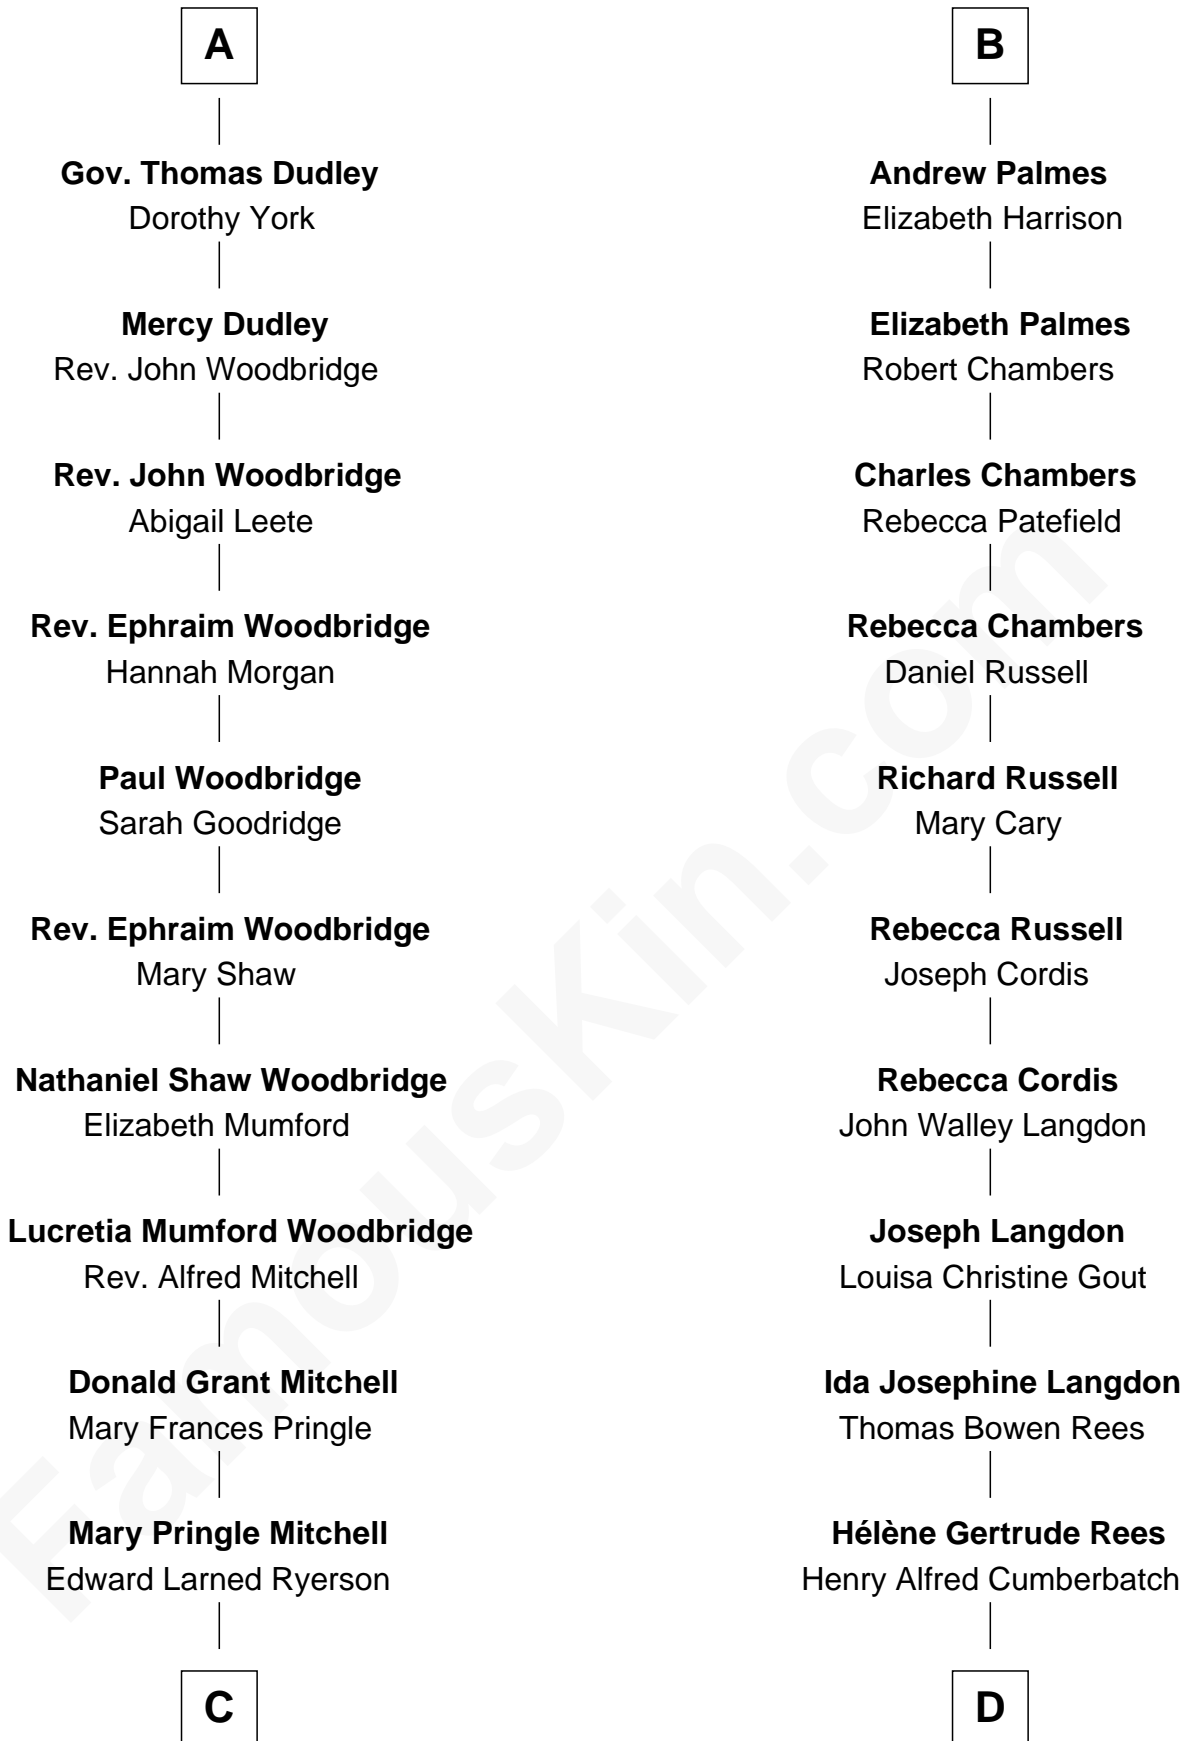 A
Gov. Thomas Dudley
Dorothy York
Mercy Dudley
Rev. John Woodbridge
Rev. John Woodbridge
Abigail Leete
Rev. Ephraim Woodbridge
Hannah Morgan
Paul Woodbridge
Sarah Goodridge
Rev. Ephraim Woodbridge
Mary Shaw
Nathaniel Shaw Woodbridge
Elizabeth Mumford
Lucretia Mumford Woodbridge
Rev. Alfred Mitchell
Donald Grant Mitchell
Mary Frances Pringle
Mary Pringle Mitchell
Edward Larned Ryerson
C
B
Andrew Palmes
Elizabeth Harrison
Elizabeth Palmes
Robert Chambers
Charles Chambers
Rebecca Patefield
Rebecca Chambers
Daniel Russell
Richard Russell
Mary Cary
Rebecca Russell
Joseph Cordis
Rebecca Cordis
John Walley Langdon
Joseph Langdon
Louisa Christine Gout
Ida Josephine Langdon
Thomas Bowen Rees
Hélène Gertrude Rees
Henry Alfred Cumberbatch
D
FamousKin.com